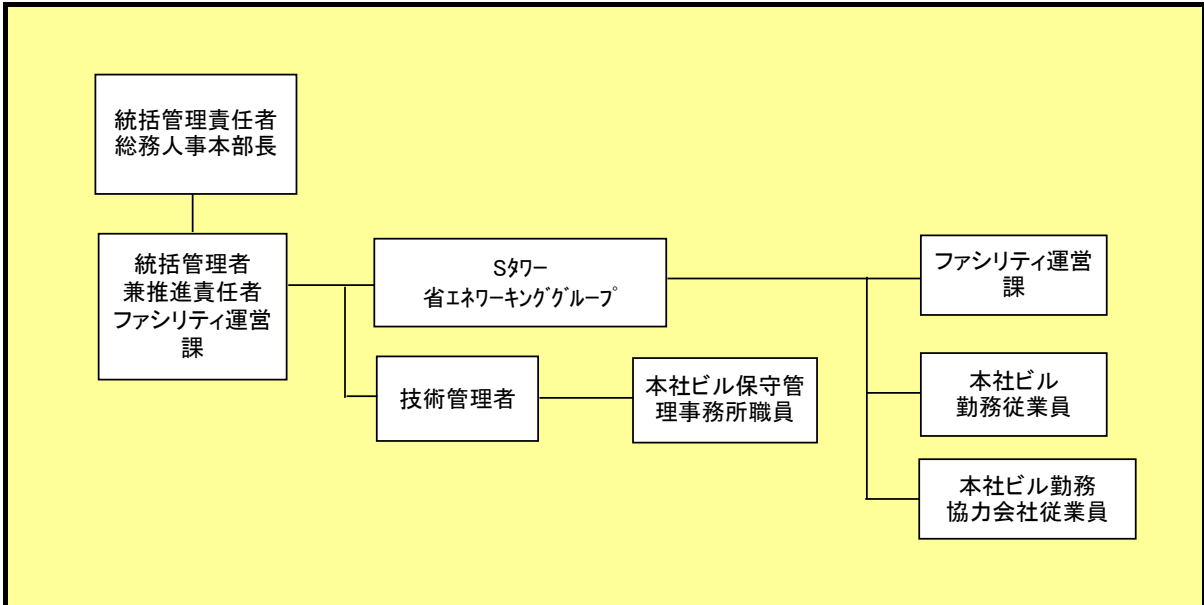 統括管理責任者
総務人事本部長
統括管理者
兼推進責任者
ファシリティ運営
課
Sﾀﾜｰ
省ｴﾈﾜｰｷﾝｸﾞｸﾞﾙｰﾌﾟ
技術管理者
本社ビル保守管
理事務所職員
ファシリティ運営
課
本社ビル
勤務従業員
本社ビル勤務
協力会社従業員